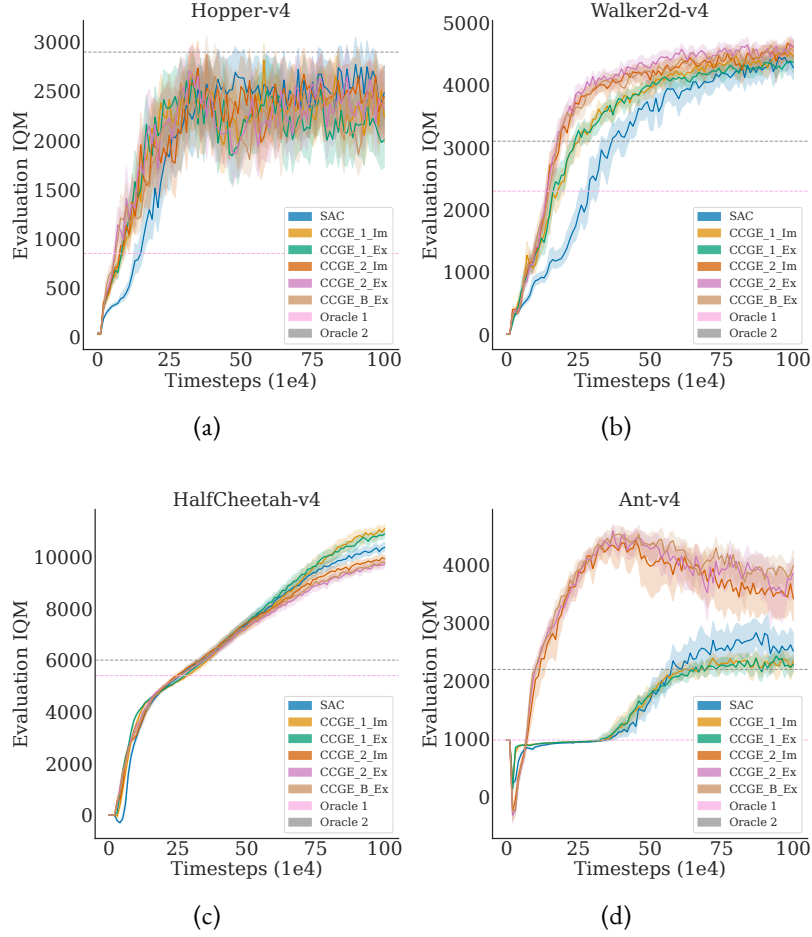 Hopper-v4
Evaluation IQM
3000
2500
2000
1500
1000
500
0
SAC
CCGE_1_Im
CCGE_1_Ex
CCGE_2_Im
CCGE_2_Ex
CCGE_B_Ex
Oracle 1
Oracle 2
0 25 50 75 100
Timesteps (1e4)
(a)
Walker2d-v4
Evaluation IQM
5000
4000
3000
2000
1000
0
SAC
CCGE_1_Im
CCGE_1_Ex
CCGE_2_Im
CCGE_2_Ex
CCGE_B_Ex
Oracle 1
Oracle 2
0 25 50 75 100
Timesteps (1e4)
(b)
HalfCheetah-v4
Evaluation IQM
10000
8000
6000
4000
2000
0
SAC
CCGE_1_Im
CCGE_1_Ex
CCGE_2_Im
CCGE_2_Ex
CCGE_B_Ex
Oracle 1
Oracle 2
0 25 50 75 100
Timesteps (1e4)
(c)
Ant-v4
Evaluation IQM
4000
3000
2000
1000
0
SAC
CCGE_1_Im
CCGE_1_Ex
CCGE_2_Im
CCGE_2_Ex
CCGE_B_Ex
Oracle 1
Oracle 2
0 25 50 75 100
Timesteps (1e4)
(d)